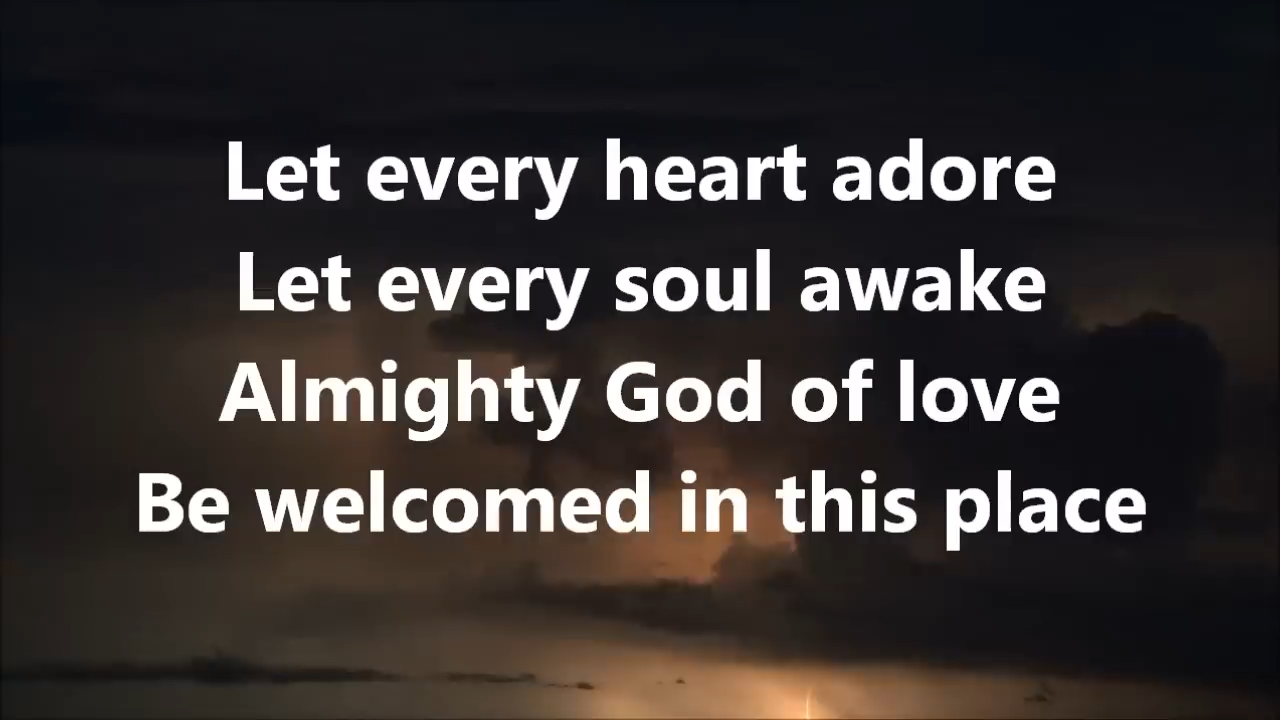 Let every heart adore
Let every soul awake
Almighty God of love
Be welcomed in this place